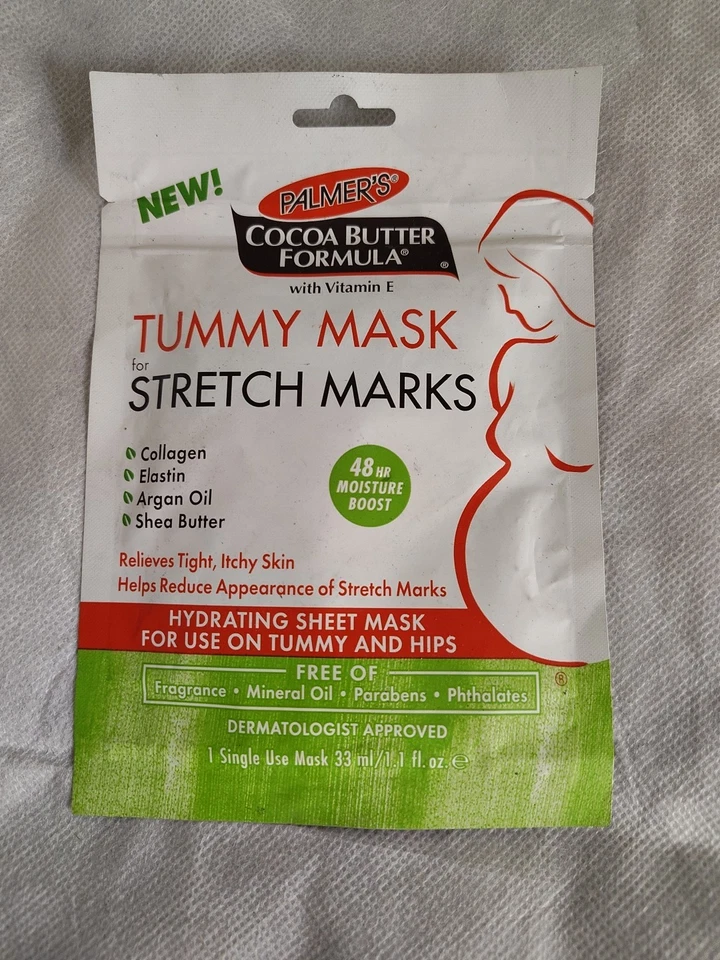 NEW!
PALMER'S®
COCOA BUTTER
FORMULA®
®
with Vitamin E
TUMMY MASK
for
STRETCH MARKS
Collagen
Elastin
Argan Oil
Shea Butter
48 HR
MOISTURE
BOOST
Relieves Tight, Itchy Skin
Helps Reduce Appearance of Stretch Marks
HYDRATING SHEET MASK
FOR USE ON TUMMY AND HIPS
®
FREE OF
Fragrance • Mineral Oil • Parabens • Phthalates
DERMATOLOGIST APPROVED
1 Single Use Mask 33 ml/1.1 fl. oz. ℮